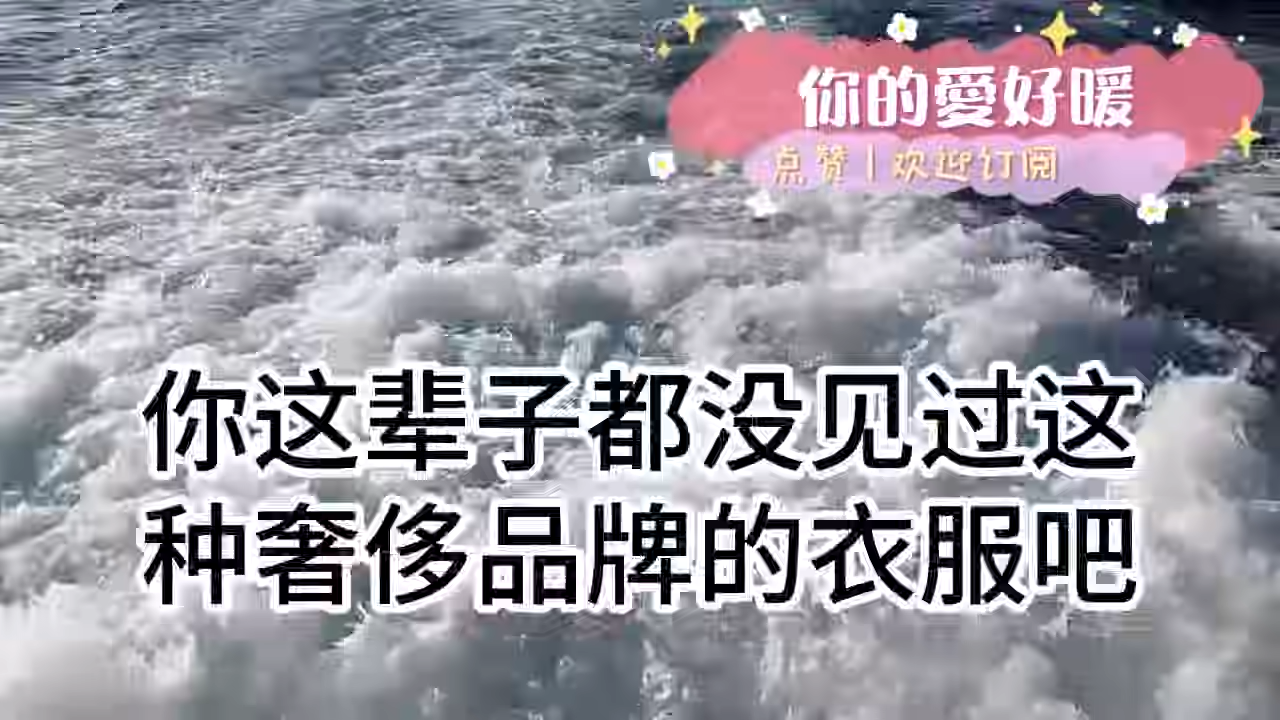 你的愛好暖
点赞 | 欢迎订阅
你这辈子都没见过这
种奢侈品牌的衣服吧